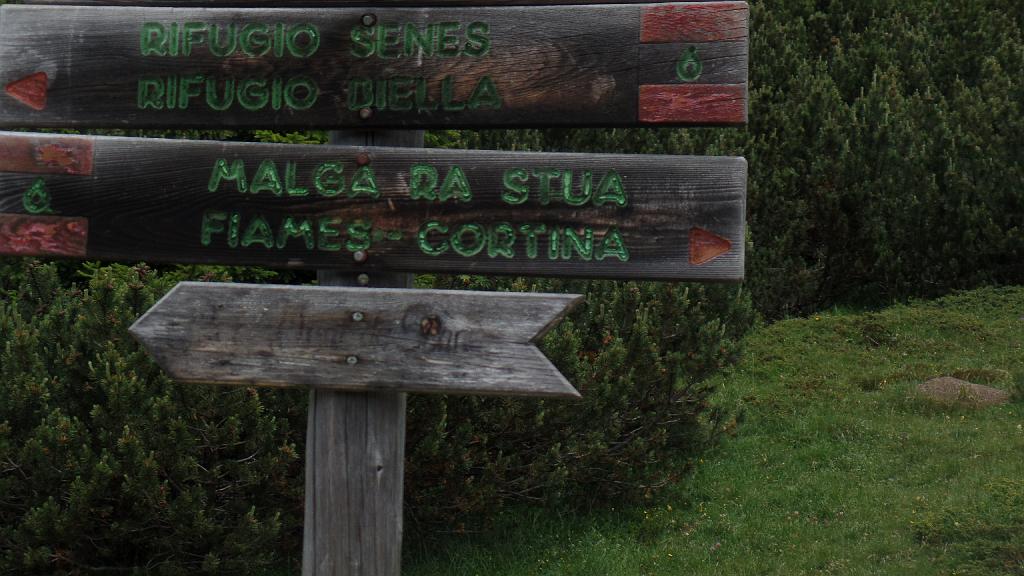 RIFUGIO SENES
6
RIFUGIO BIELLA
MALGA RA STUA
6
FIAMES - CORTINA